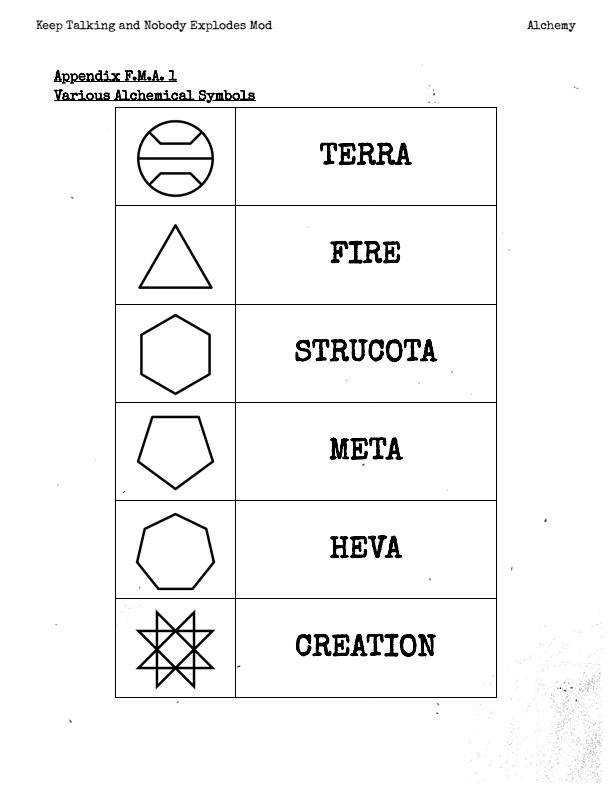 Keep Talking and Nobody Explodes Mod
Alchemy
Appendix F.M.A. 1
Various Alchemical Symbols
TERRA
FIRE
STRUCOTA
META
HEVA
CREATION